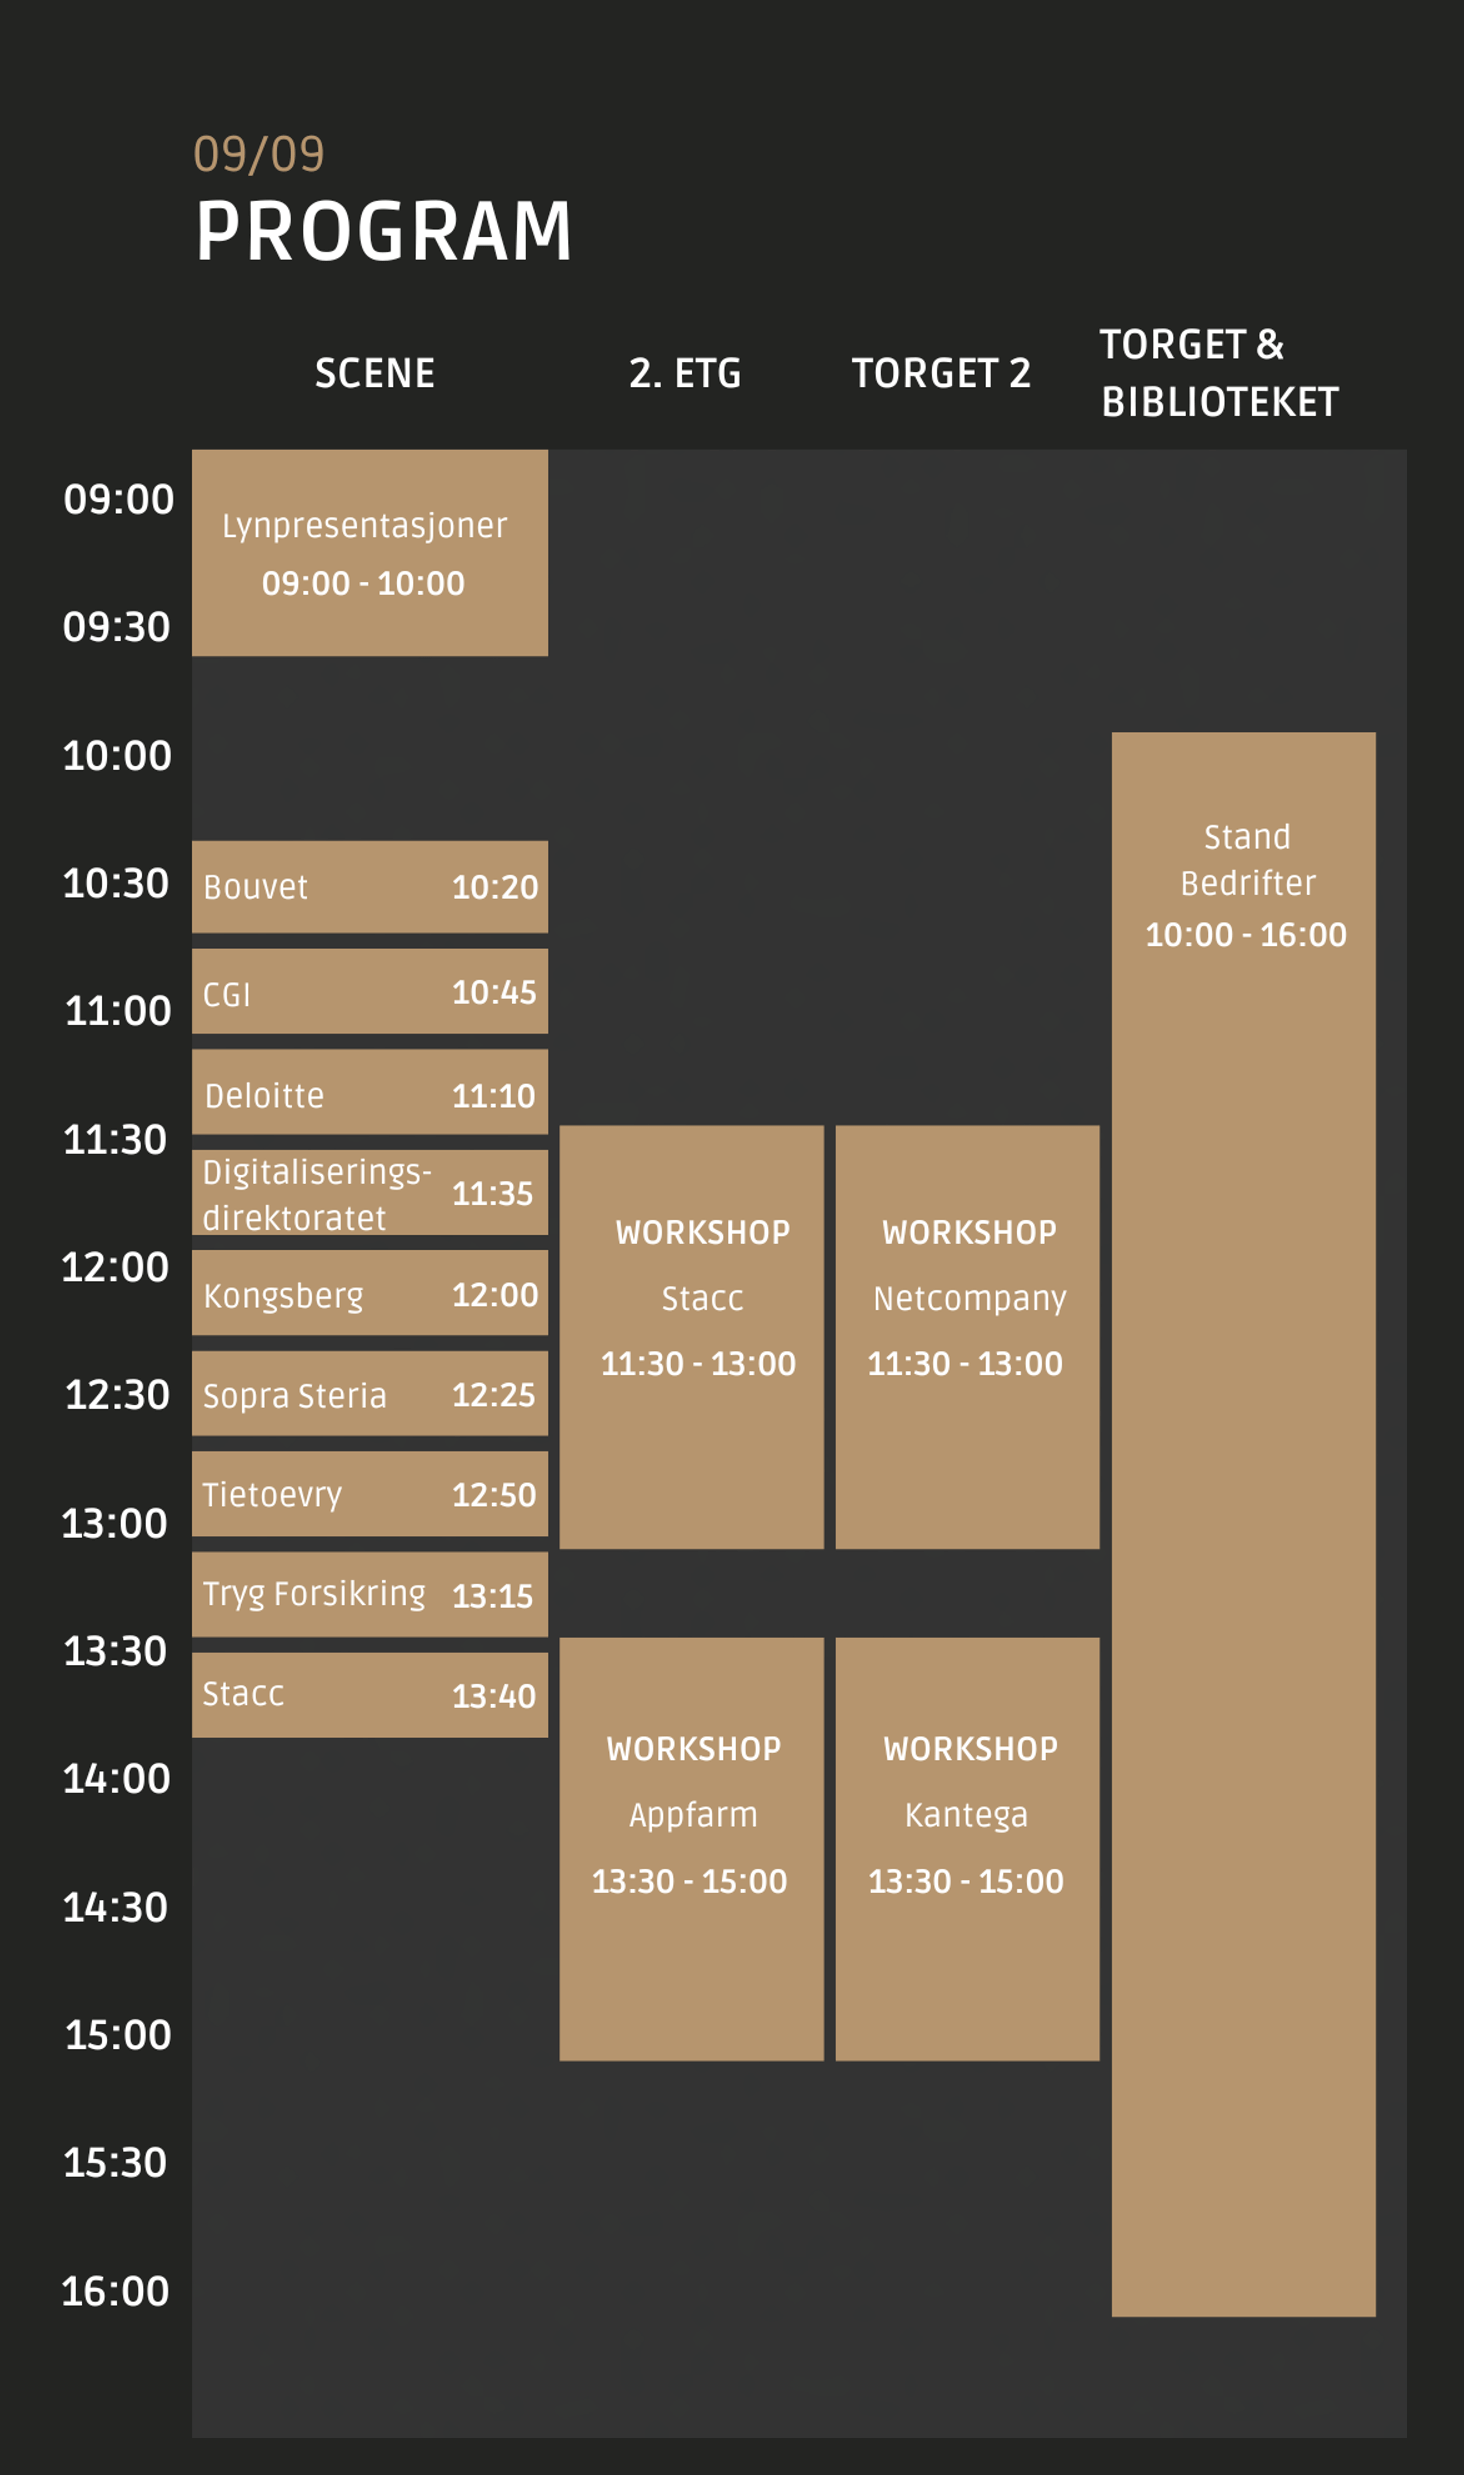 09/09
PROGRAM
SCENE
2. ETG
TORGET 2
TORGET &
BIBLIOTEKET
09:00
Lynpresentasjoner
09:00 - 10:00
09:30
10:00
Stand
Bedrifter
10:00 - 16:00
10:30
Bouvet 10:20
CGI 10:45
11:00
Deloitte 11:10
11:30
Digitaliserings-
direktoratet
11:35
WORKSHOP
Stacc
11:30 - 13:00
WORKSHOP
Netcompany
11:30 - 13:00
12:00
Kongsberg 12:00
12:30
Sopra Steria 12:25
Tietoevry 12:50
13:00
Tryg Forsikring 13:15
13:30
Stacc 13:40
WORKSHOP
Appfarm
13:30 - 15:00
WORKSHOP
Kantega
13:30 - 15:00
14:00
14:30
15:00
15:30
16:00